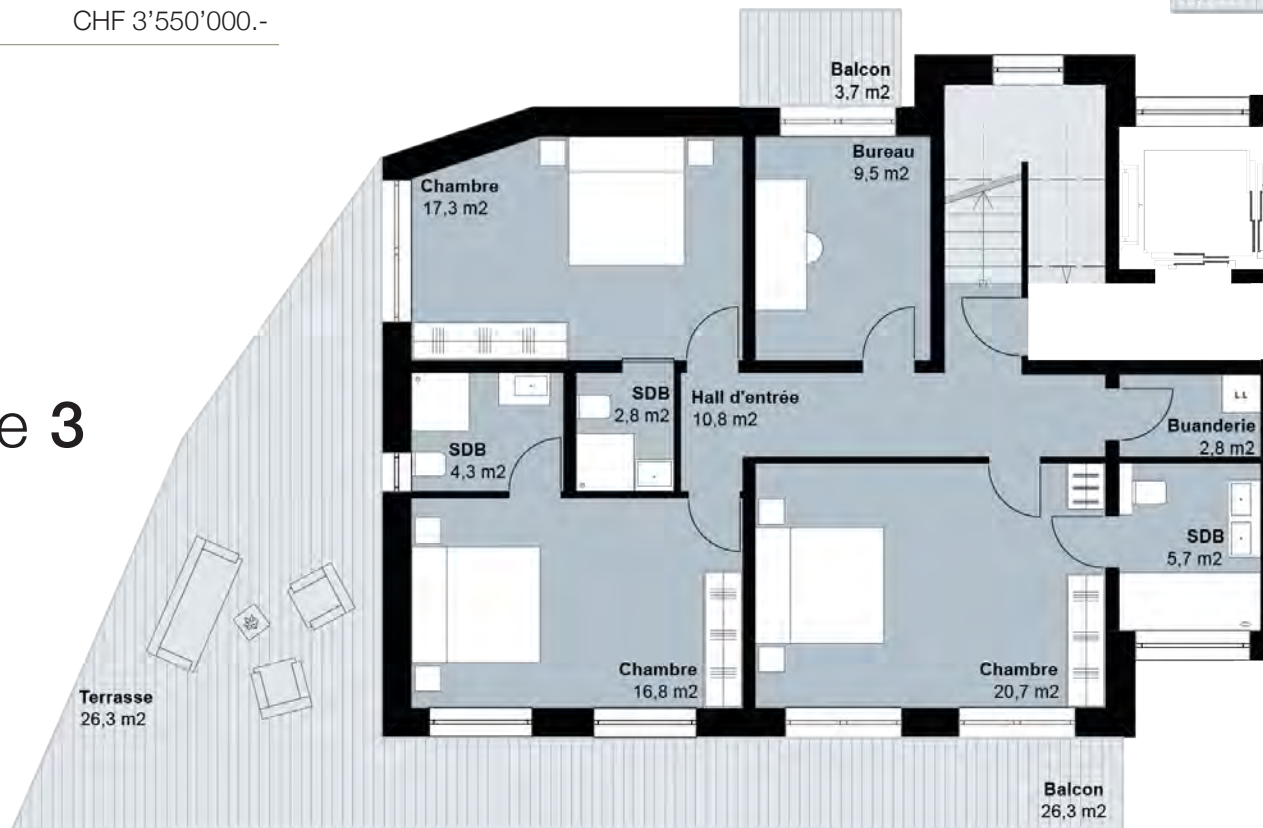 CHF 3'550'000.-
Balcon
3,7 m2
Bureau
9,5 m2
Chambre
17,3 m2
e 3
SDB
2,8 m2
Hall d'entrée
10,8 m2
SDB
4,3 m2
LL
Buanderie
2,8 m2
SDB
5,7 m2
Chambre
16,8 m2
Chambre
20,7 m2
Terrasse
26,3 m2
Balcon
26,3 m2